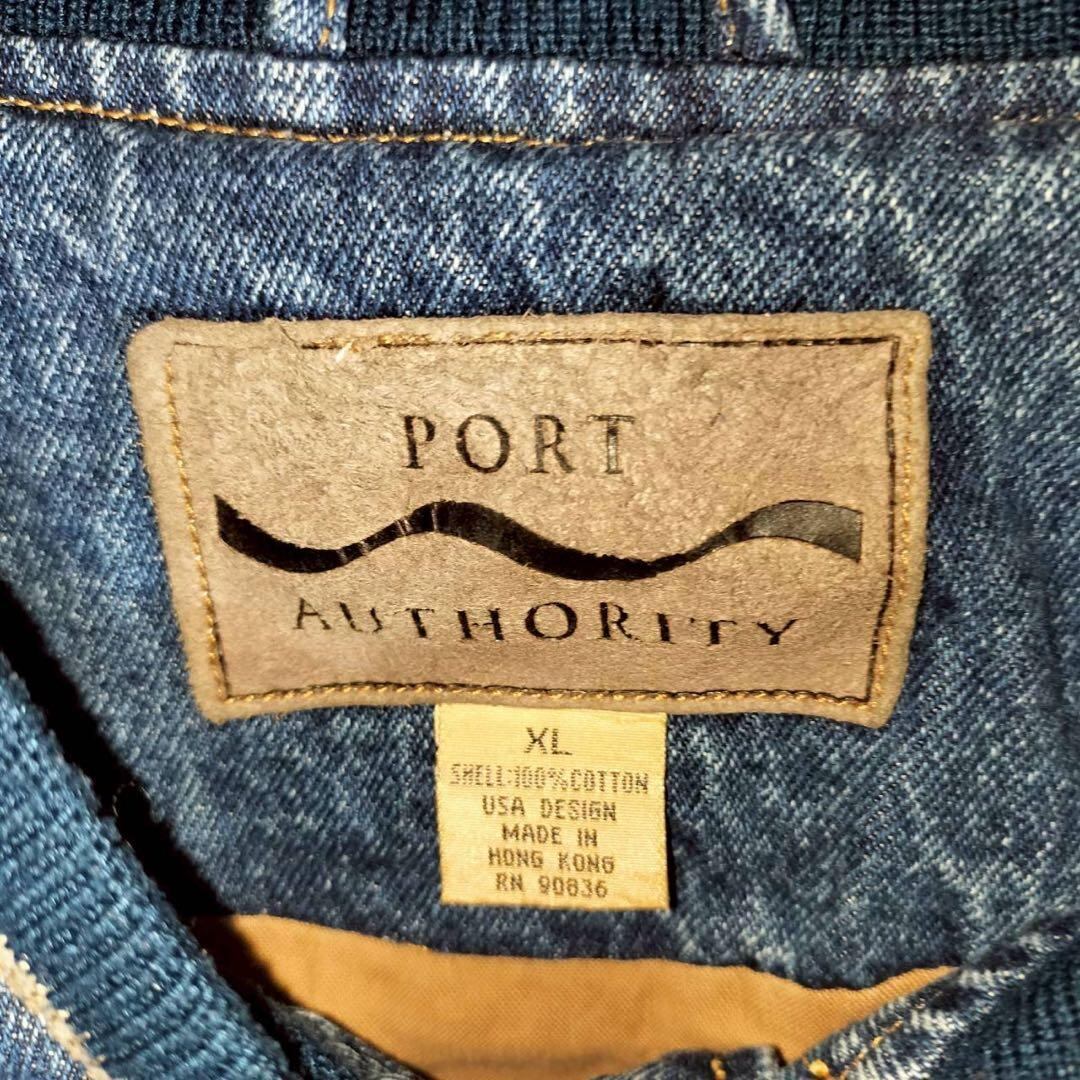 PORT
AUTHORITY
XL
SHELL:100%COTTON
USA DESIGN
MADE IN
HONG KONG
RN 90836